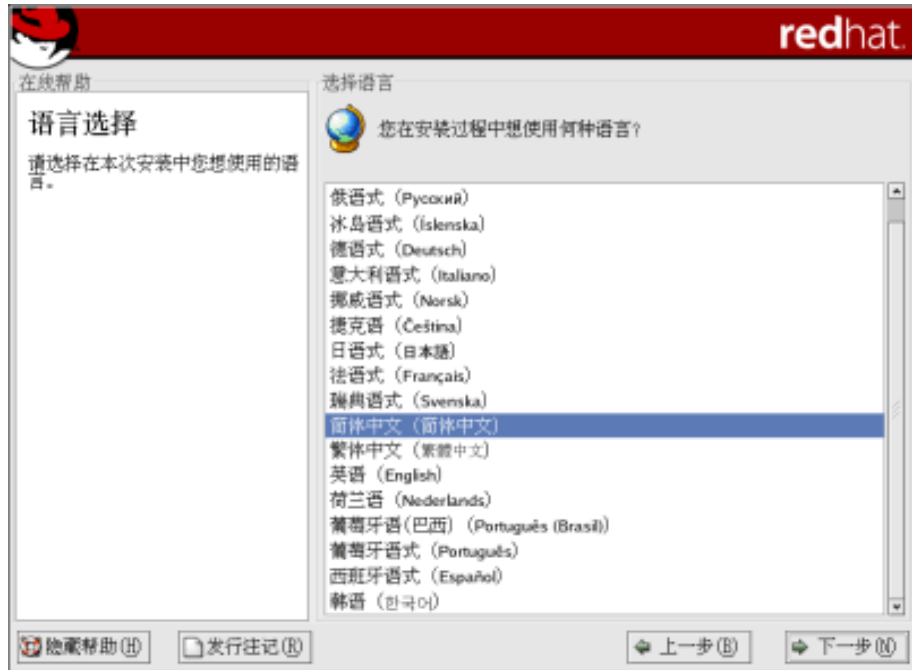 redhat.
在线帮助
语言选择
请选择在本次安装中您想使用的语
言。
选择语言
您在安装过程中想使用何种语言?
俄语式 (Русский)
冰岛语式 (Íslenska)
德语式 (Deutsch)
意大利语式 (Italiano)
挪威语式 (Norsk)
捷克语 (Čeština)
日语式 (日本語)
法语式 (Français)
瑞典语式 (Svenska)
简体中文 (简体中文)
繁体中文 (繁體中文)
英语 (English)
荷兰语 (Nederlands)
葡萄牙语(巴西) (Português (Brasil))
葡萄牙语式 (Português)
西班牙语式 (Español)
韩语 (한국어)
隐藏帮助(H)
发行注记(R)
上一步(B)
下一步(N)